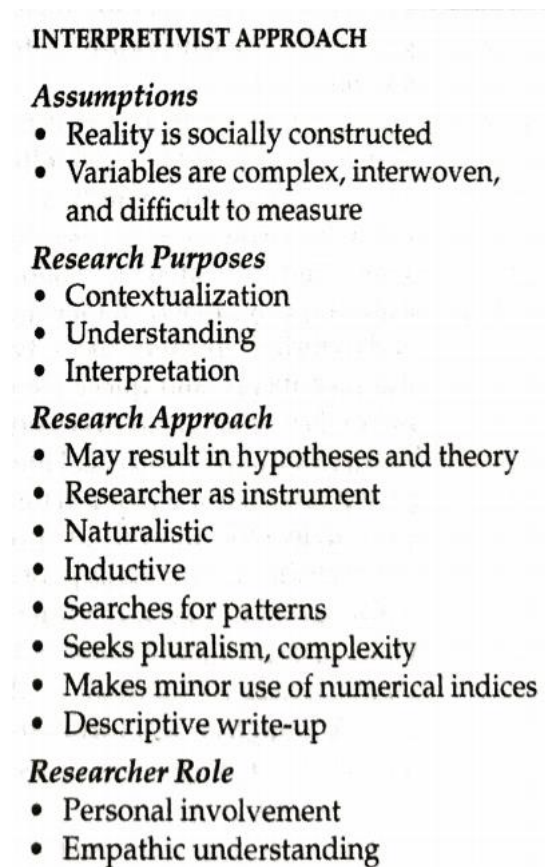 INTERPRETIVIST APPROACH
Assumptions
• Reality is socially constructed
• Variables are complex, interwoven,
and difficult to measure
Research Purposes
• Contextualization
• Understanding
• Interpretation
Research Approach
• May result in hypotheses and theory
• Researcher as instrument
• Naturalistic
• Inductive
• Searches for patterns
• Seeks pluralism, complexity
• Makes minor use of numerical indices
• Descriptive write-up
Researcher Role
• Personal involvement
• Empathic understanding